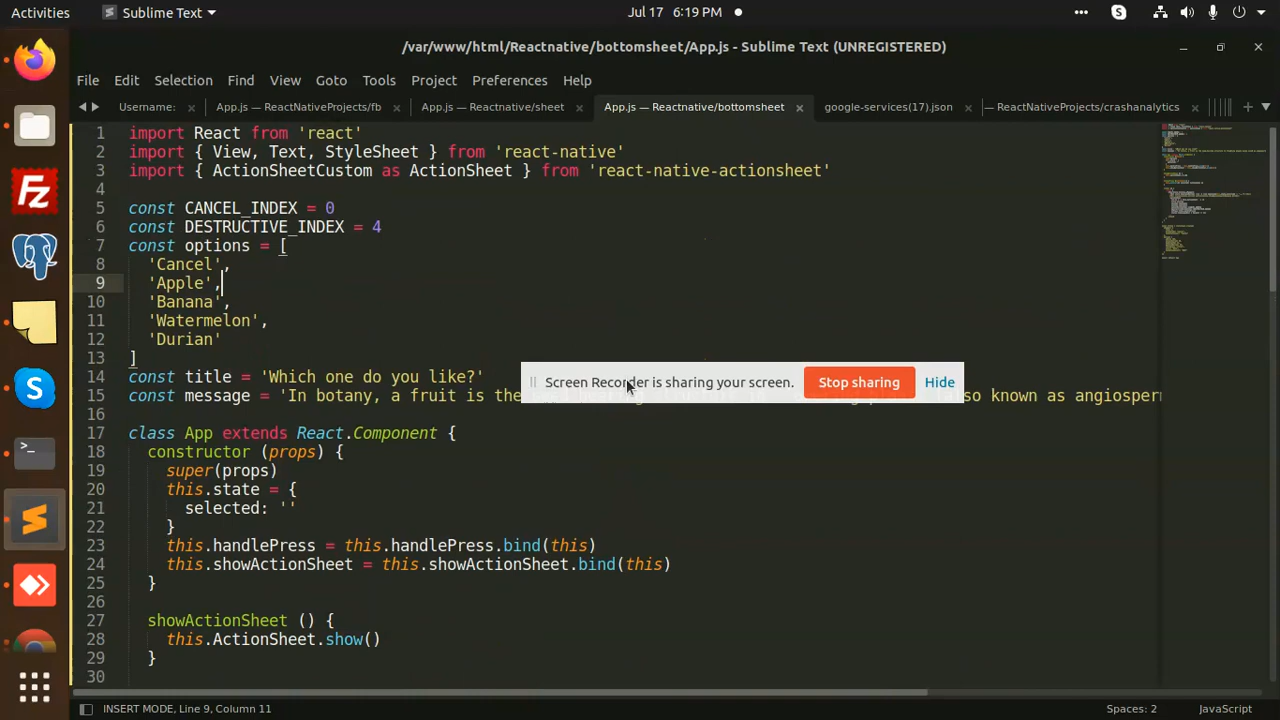 Activities Sublime Text Jul 17 6:19 PM
/var/www/html/Reactnative/bottomsheet/App.js - Sublime Text (UNREGISTERED)
File Edit Selection Find View Goto Tools Project Preferences Help
Username: App.js — ReactNativeProjects/fb App.js — Reactnative/sheet App.js — Reactnative/bottomsheet google-services(17).json — ReactNativeProjects/crashanalytics
1 import React from 'react'
2 import { View, Text, StyleSheet } from 'react-native'
3 import { ActionSheetCustom as ActionSheet } from 'react-native-actionsheet'
4
5 const CANCEL_INDEX = 0
6 const DESTRUCTIVE_INDEX = 4
7 const options = [
8 'Cancel',
9 'Apple',
10 'Banana',
11 'Watermelon',
12 'Durian'
13 ]
14 const title = 'Which one do you like?'
Screen Recorder is sharing your screen. Stop sharing Hide
15 const message = 'In botany, a fruit is the also known as angiosperm
16
17 class App extends React.Component {
18 constructor (props) {
19 super(props)
20 this.state = {
21 selected: ''
22 }
23 this.handlePress = this.handlePress.bind(this)
24 this.showActionSheet = this.showActionSheet.bind(this)
25 }
26
27 showActionSheet () {
28 this.ActionSheet.show()
29 }
30
INSERT MODE, Line 9, Column 11 Spaces: 2 JavaScript